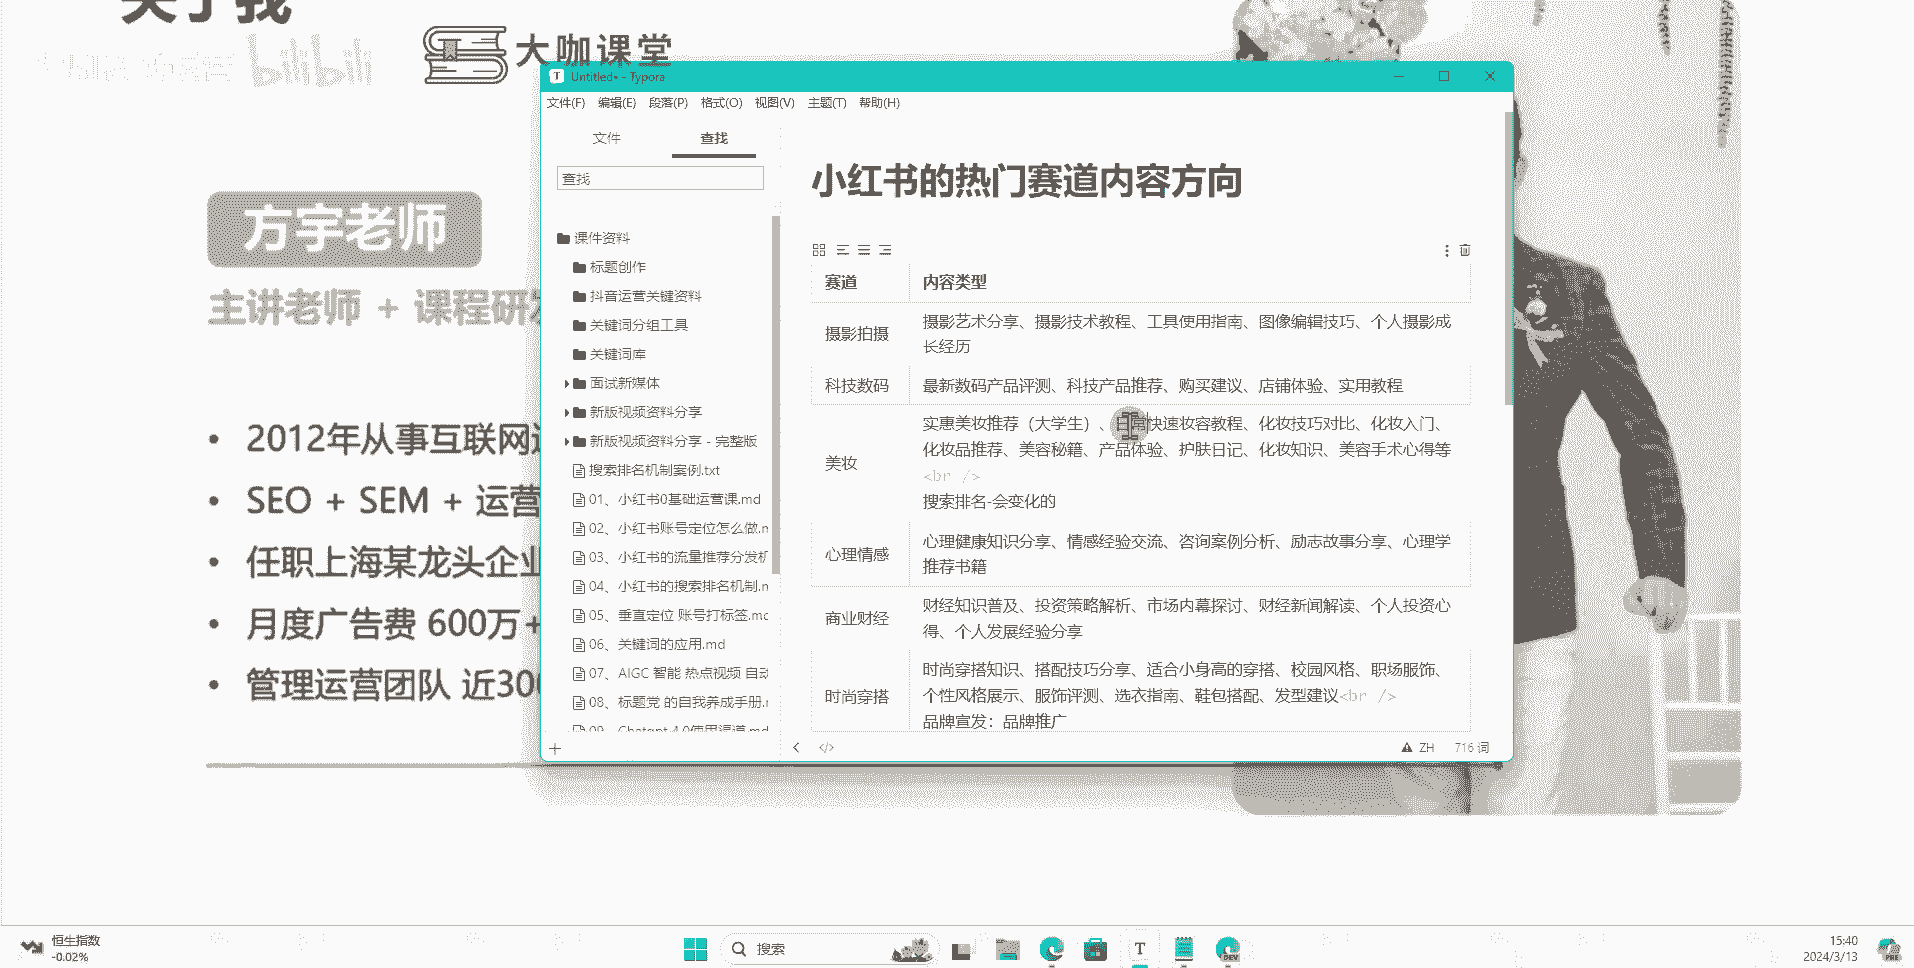 关于我
bilibili
大咖课堂
方宇老师
主讲老师 + 课程研发
2012年从事互联网运
SEO + SEM + 运营
任职上海某龙头企业
月度广告费 600万+
管理运营团队 近300
Untitled• - Typora
文件(F) 编辑(E) 段落(P) 格式(O) 视图(V) 主题(T) 帮助(H)
文件 查找
查找
课件资料
标题创作
抖音运营关键资料
关键词分组工具
关键词库
面试新媒体
新版视频资料分享
新版视频资料分享 - 完整版
搜索排名机制案例.txt
01、小红书0基础运营课.md
02、小红书账号定位怎么做.m
03、小红书的流量推荐分发机
04、小红书的搜索排名机制.m
05、垂直定位 账号打标签.mc
06、关键词的应用.md
07、AIGC 智能 热点视频 自动
08、标题党 的自我养成手册.r
09、Chatgpt 4.0使用渠道.md
小红书的热门赛道内容方向
赛道 内容类型
摄影拍摄 摄影艺术分享、摄影技术教程、工具使用指南、图像编辑技巧、个人摄影成
长经历
科技数码 最新数码产品评测、科技产品推荐、购买建议、店铺体验、实用教程
美妆 实惠美妆推荐（大学生）、日常快速妆容教程、化妆技巧对比、化妆入门、
化妆品推荐、美容秘籍、产品体验、护肤日记、化妆知识、美容手术心得等
<br />
搜索排名-会变化的
心理情感 心理健康知识分享、情感经验交流、咨询案例分析、励志故事分享、心理学
推荐书籍
商业财经 财经知识普及、投资策略解析、市场内幕探讨、财经新闻解读、个人投资心
得、个人发展经验分享
时尚穿搭 时尚穿搭知识、搭配技巧分享、适合小身高的穿搭、校园风格、职场服饰、
个性风格展示、服饰评测、选衣指南、鞋包搭配、发型建议<br />
品牌宣发：品牌推广
ZH 716 词
恒生指数
-0.02%
搜索
T
DEV
15:40
2024/3/13
PRE